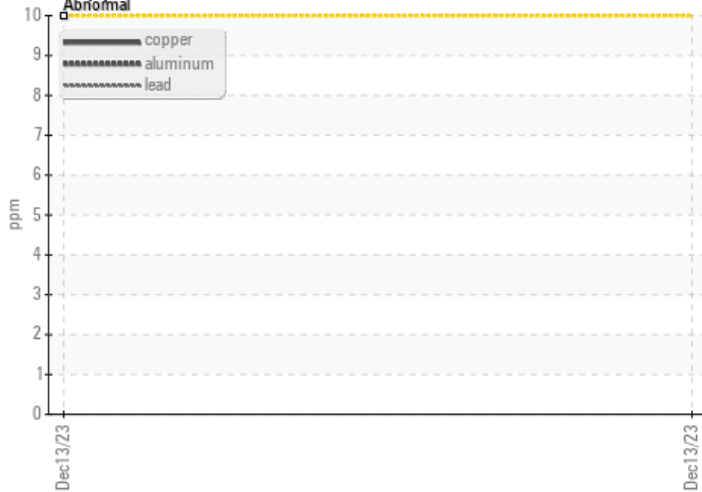 Abnormal
10
9
8
7
6
5
4
3
2
1
0
ppm
copper
aluminum
lead
Dec13/23
Dec13/23